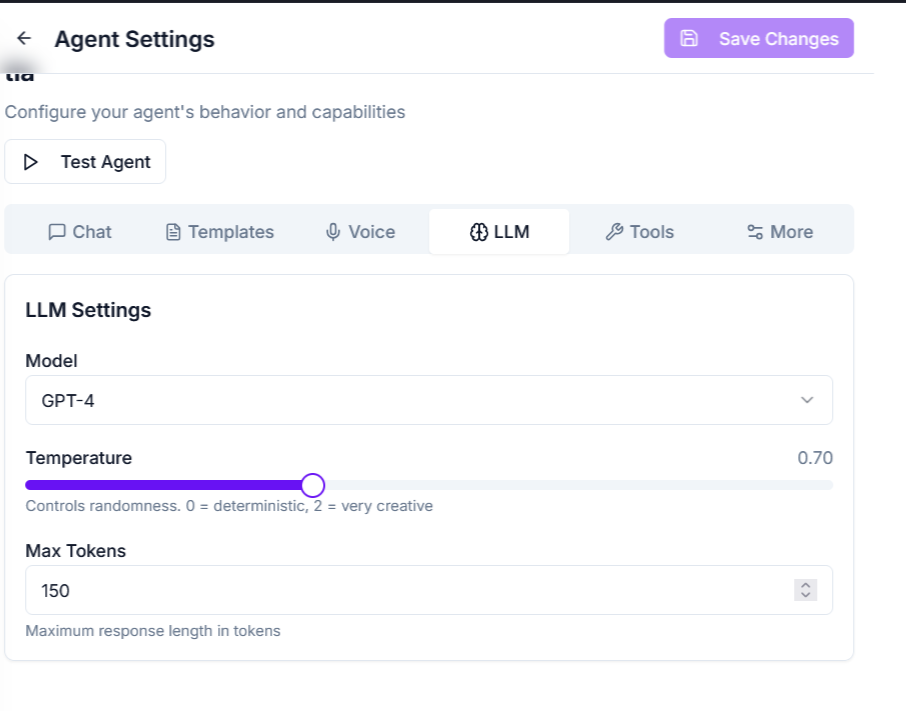 Agent Settings
Save Changes
Configure your agent's behavior and capabilities
Test Agent
Chat
Templates
Voice
LLM
Tools
More
LLM Settings
Model
GPT-4
Temperature
0.70
Controls randomness. 0 = deterministic, 2 = very creative
Max Tokens
150
Maximum response length in tokens